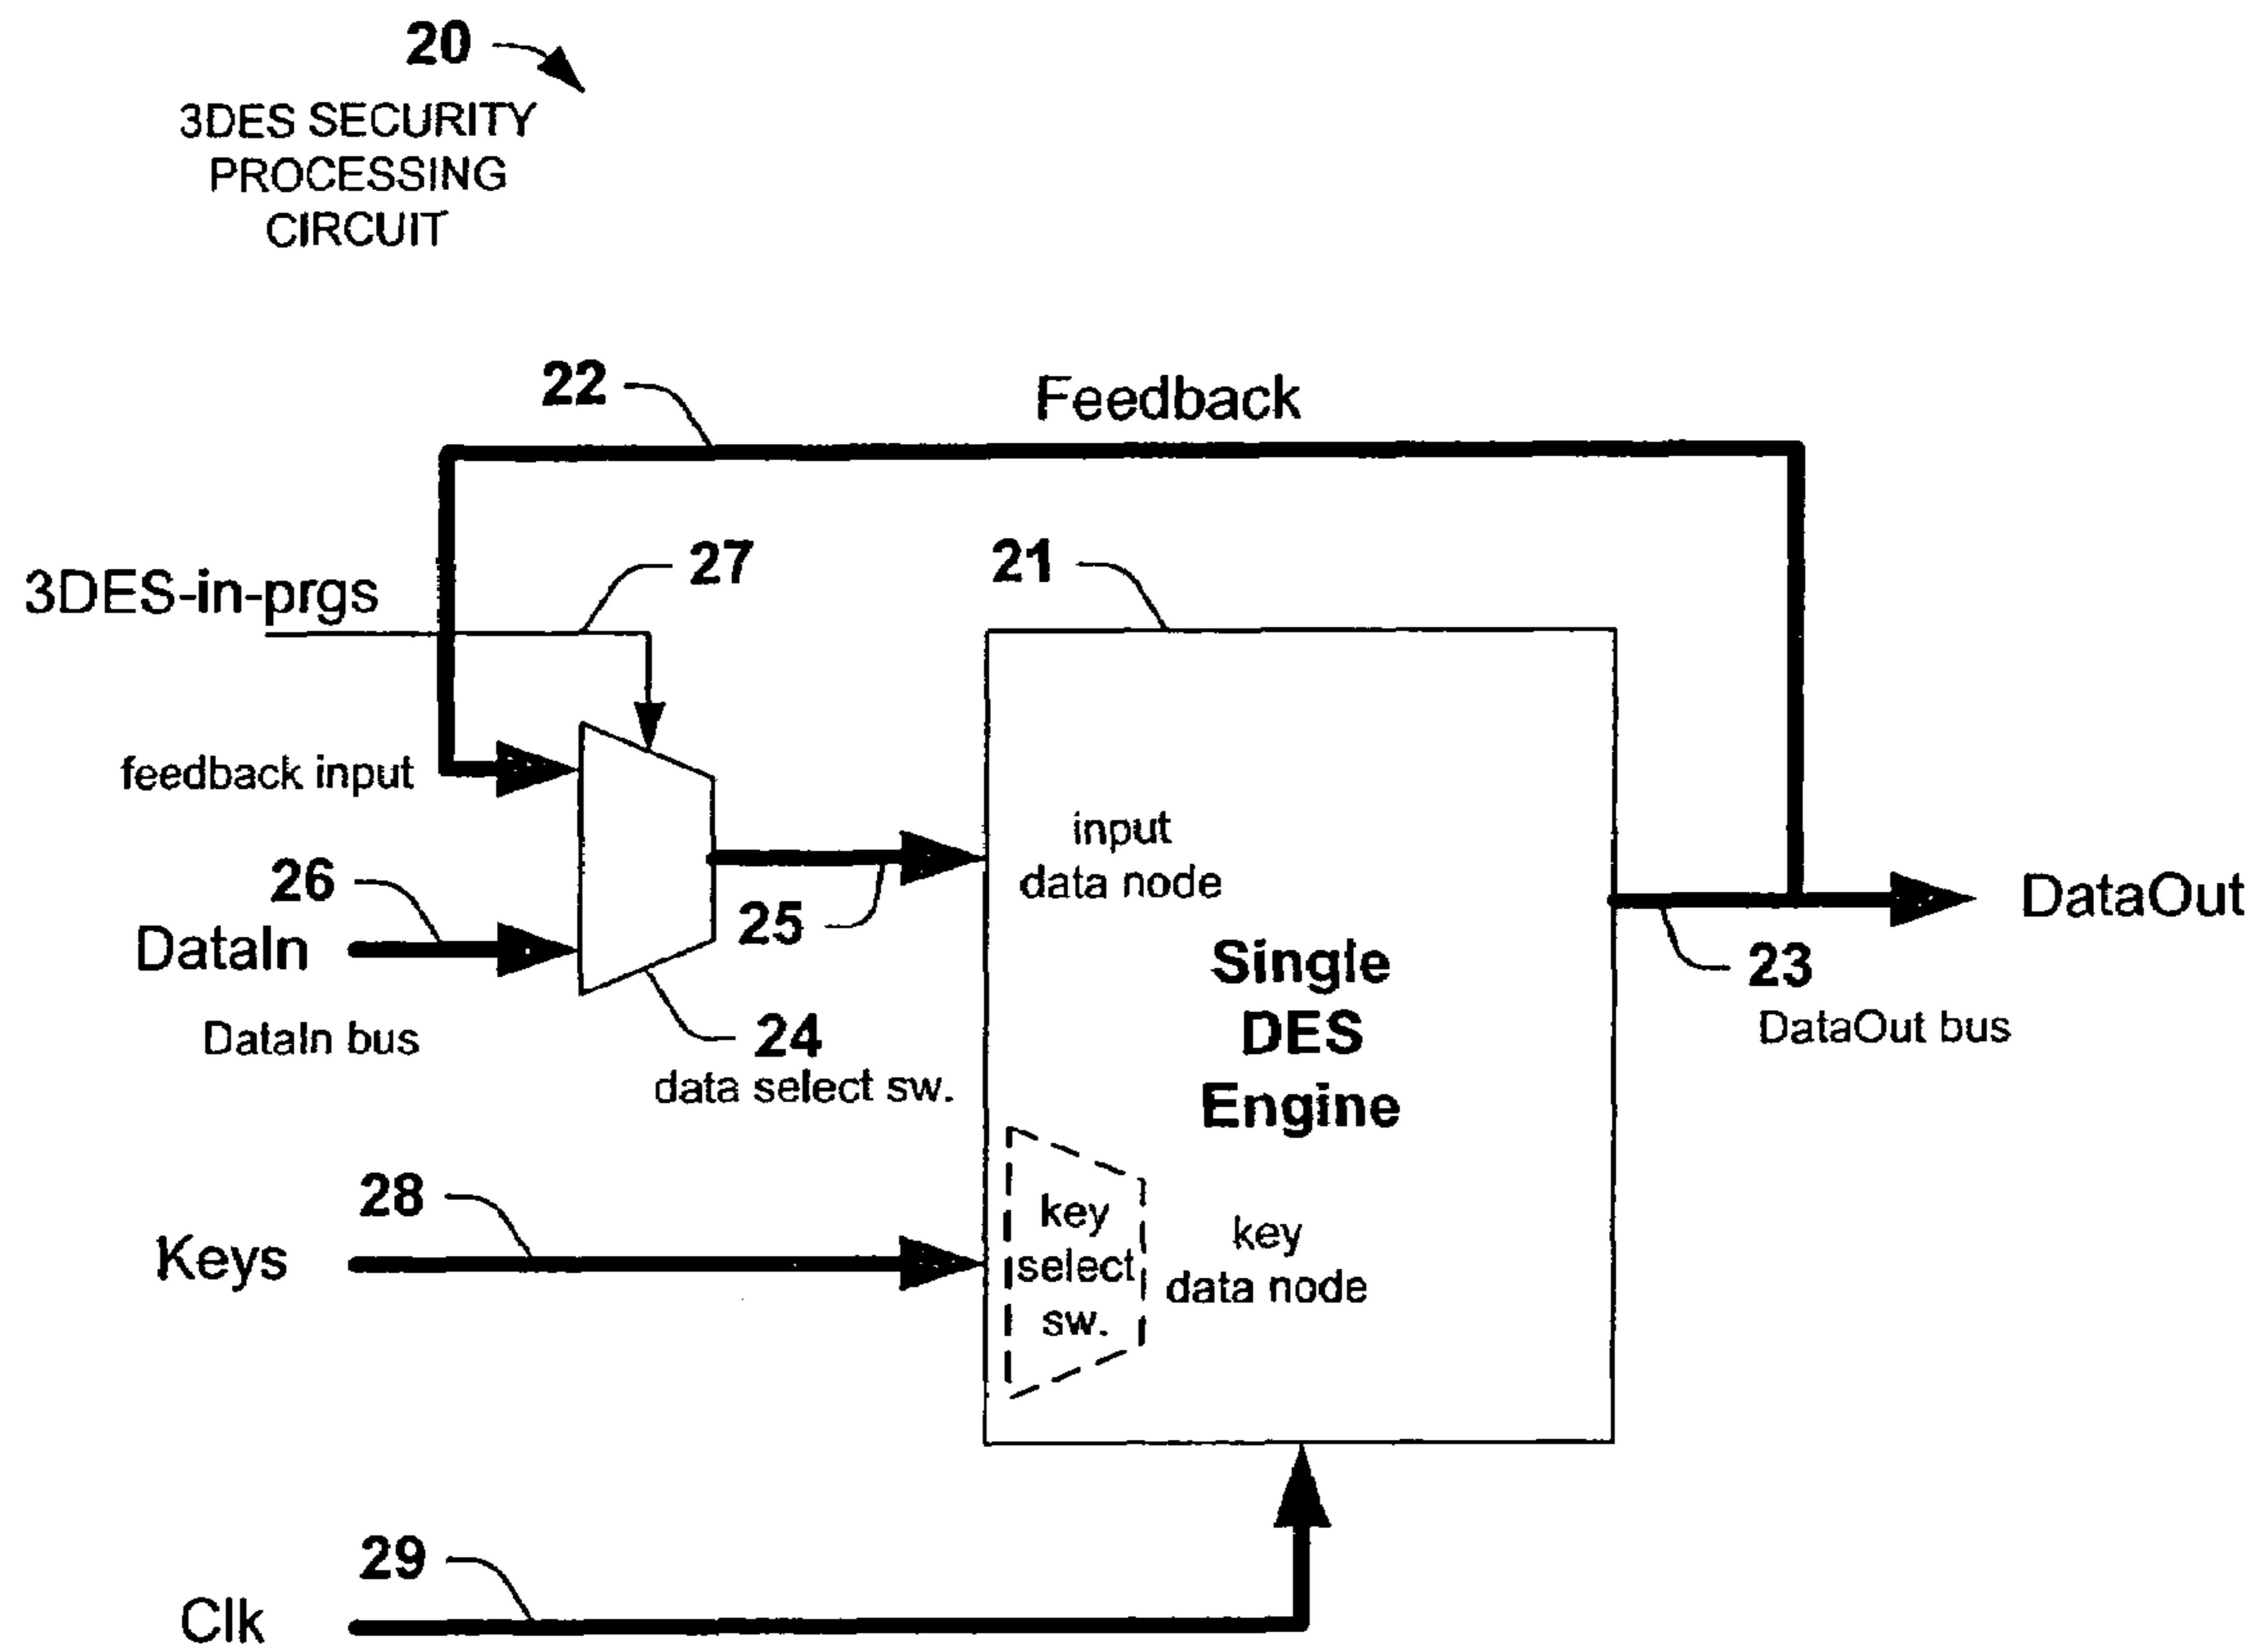 20
3DES SECURITY
PROCESSING
CIRCUIT
22
Feedback
3DES-in-prgs
27
21
feedback input
input
data node
26
DataIn
25
DataOut
23
DataIn bus
24
data select sw.
Single
DES
Engine
DataOut bus
28
Keys
key
select
sw.
key
data node
29
Clk